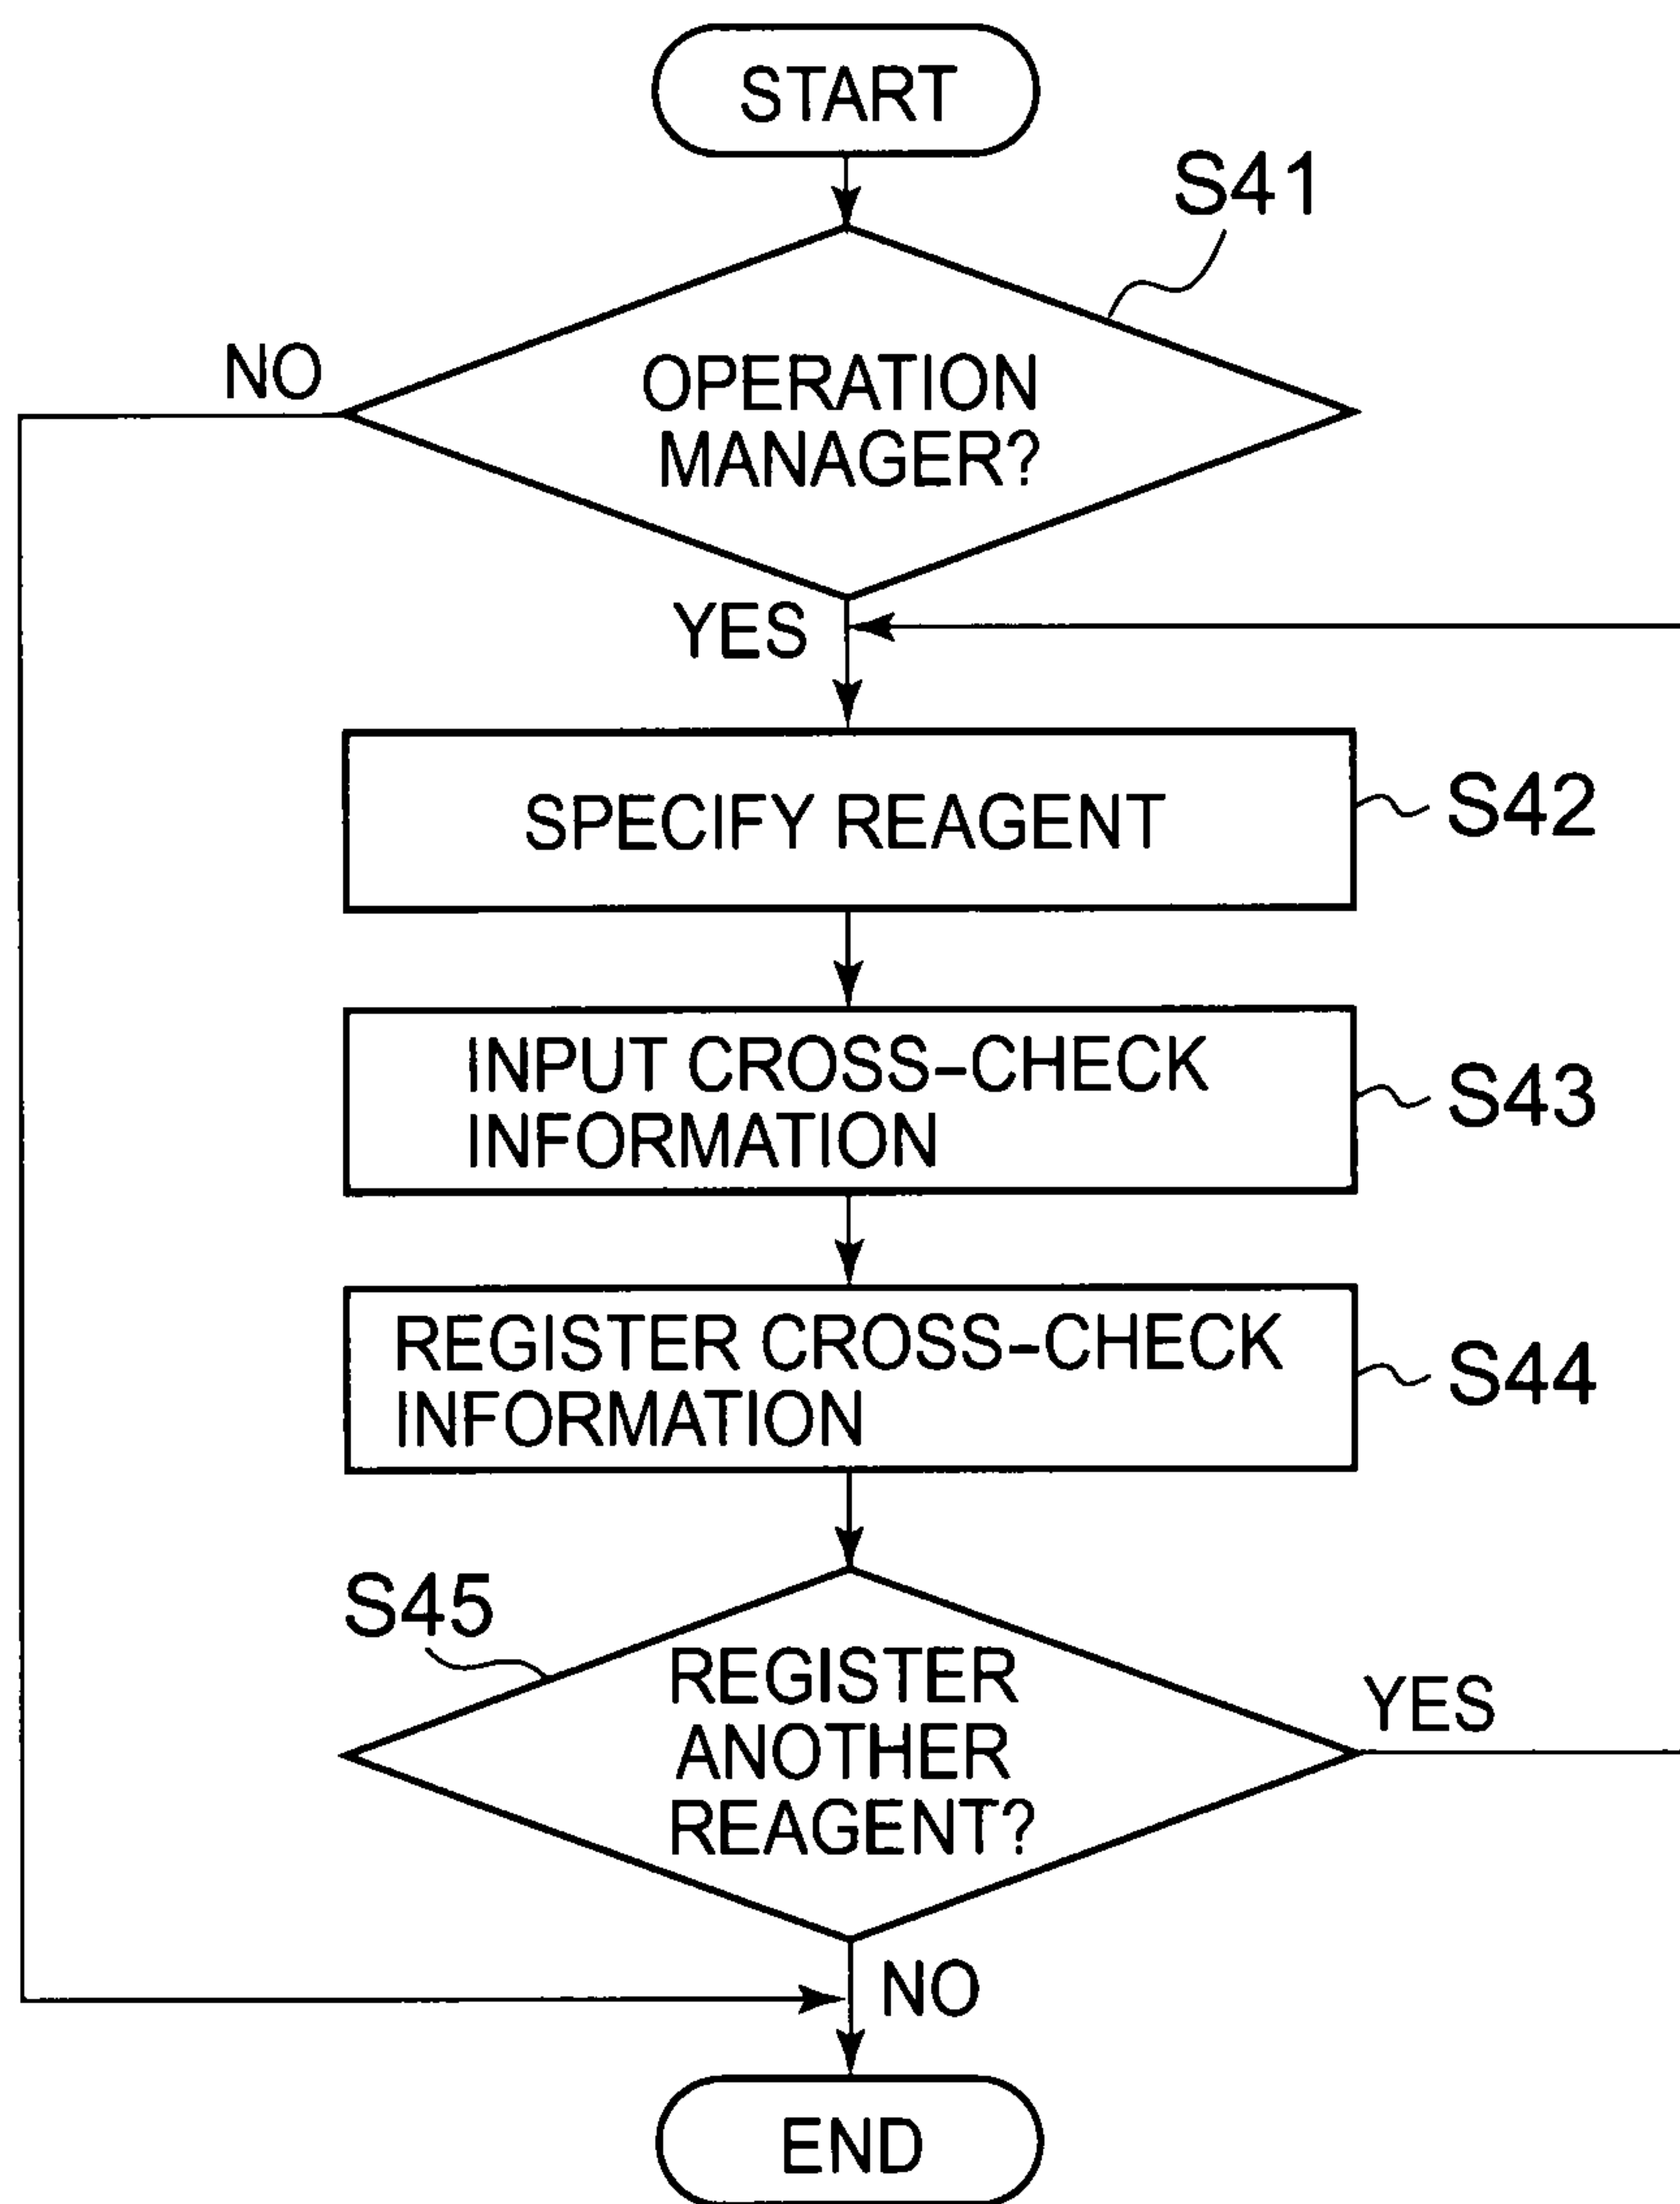 START
S41
NO
OPERATION
MANAGER?
YES
SPECIFY REAGENT
S42
INPUT CROSS-CHECK
INFORMATION
S43
REGISTER CROSS-CHECK
INFORMATION
S44
S45
REGISTER
ANOTHER
REAGENT?
YES
NO
END